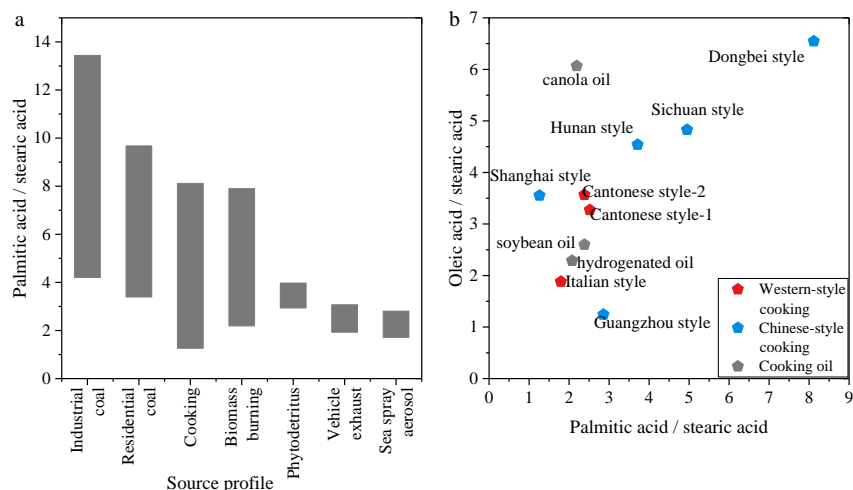 a
Palmitic acid / stearic acid
14
12
10
8
6
4
2
0
Industrial
coal
Residential
coal
Cooking
Biomass
burning
Phytodetritus
Vehicle
exhaust
Sea spray
aerosol
Source profile
b
Oleic acid / stearic acid
7
6
5
4
3
2
1
0
Dongbei style
canola oil
Sichuan style
Hunan style
Shanghai style
Cantonese style-2
Cantonese style-1
soybean oil
hydrogenated oil
Italian style
Guangzhou style
Western-style
cooking
Chinese-style
cooking
Cooking oil
0 1 2 3 4 5 6 7 8 9
Palmitic acid / stearic acid